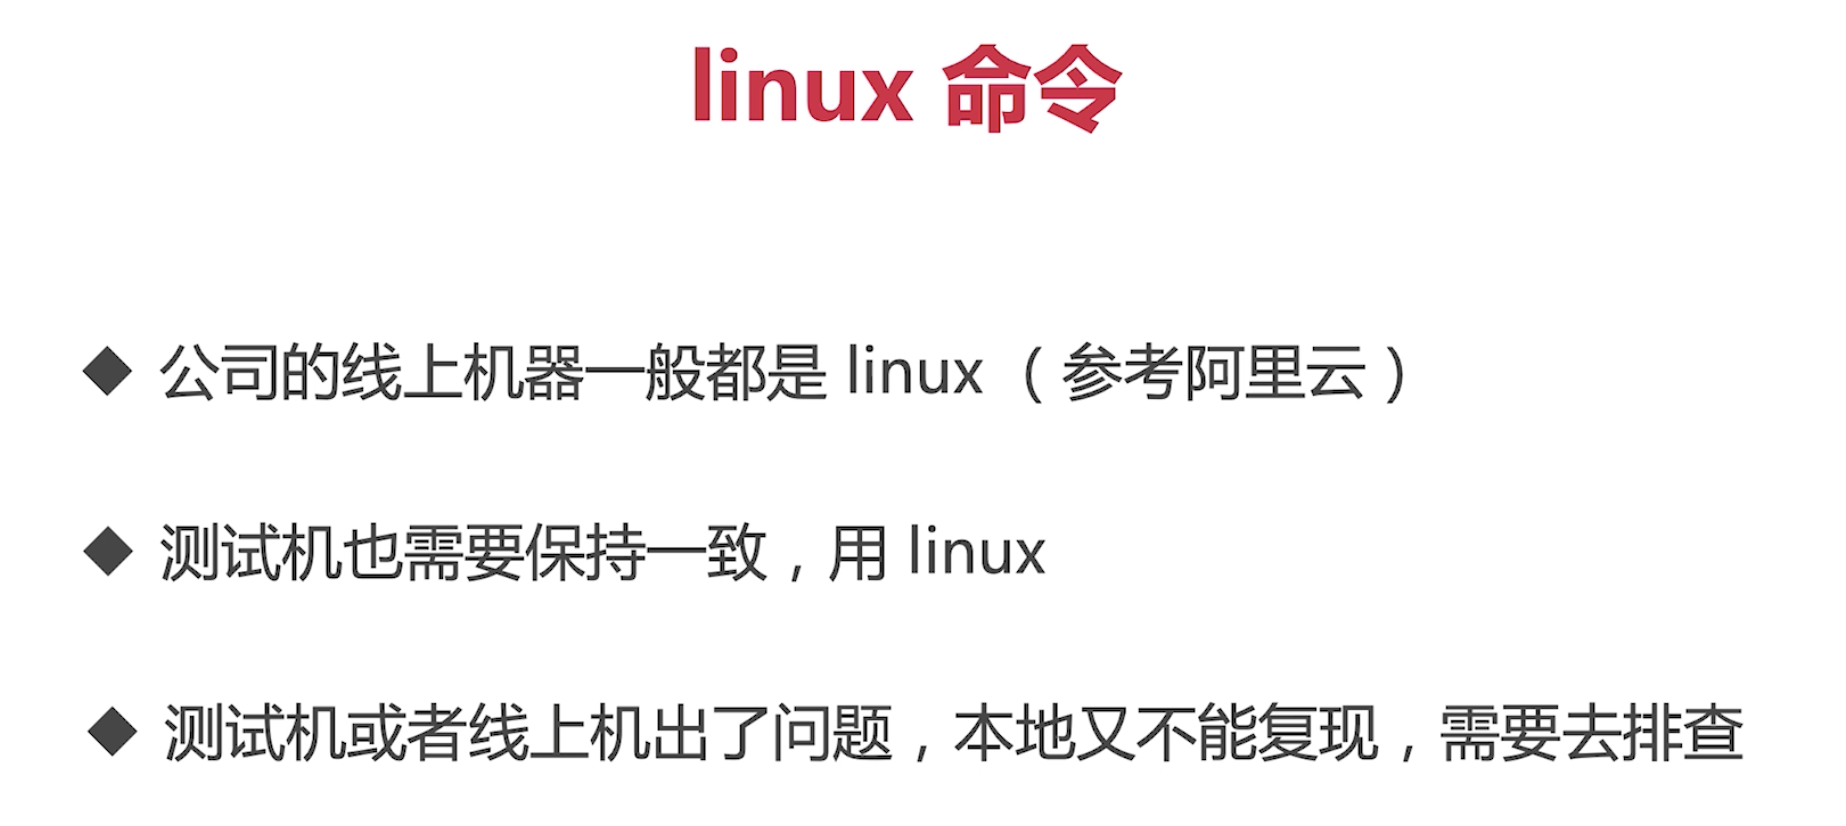 linux 命令
◆ 公司的线上机器一般都是 linux （参考阿里云）
◆ 测试机也需要保持一致，用 linux
◆ 测试机或者线上机出了问题，本地又不能复现，需要去排查